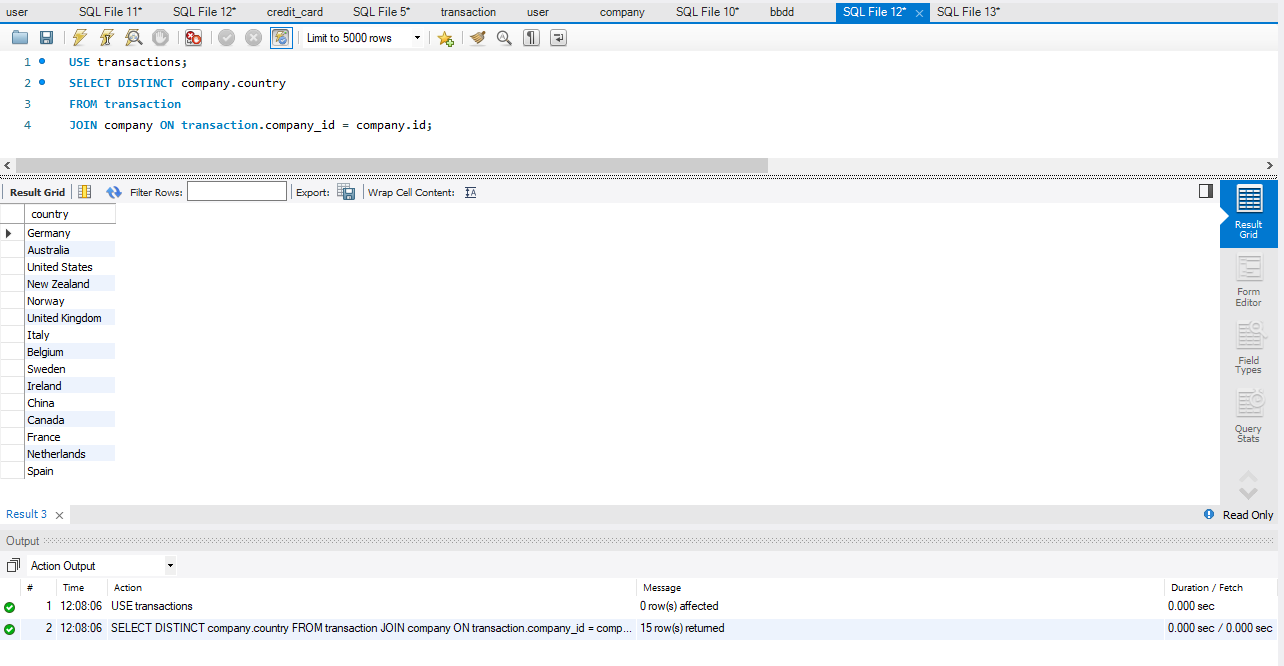 user SQL File 11* SQL File 12* credit_card SQL File 5* transaction user company SQL File 10* bbdd SQL File 12* SQL File 13*
Limit to 5000 rows
1 USE transactions;
2 SELECT DISTINCT company.country
3 FROM transaction
4 JOIN company ON transaction.company_id = company.id;
Result Grid Filter Rows: Export: Wrap Cell Content:
country
Germany
Australia
United States
New Zealand
Norway
United Kingdom
Italy
Belgium
Sweden
Ireland
China
Canada
France
Netherlands
Spain
Result
Grid
Form
Editor
Field
Types
Query
Stats
Result 3 Read Only
Output
Action Output
# Time Action Message Duration / Fetch
1 12:08:06 USE transactions 0 row(s) affected 0.000 sec
2 12:08:06 SELECT DISTINCT company.country FROM transaction JOIN company ON transaction.company_id = comp... 15 row(s) returned 0.000 sec / 0.000 sec